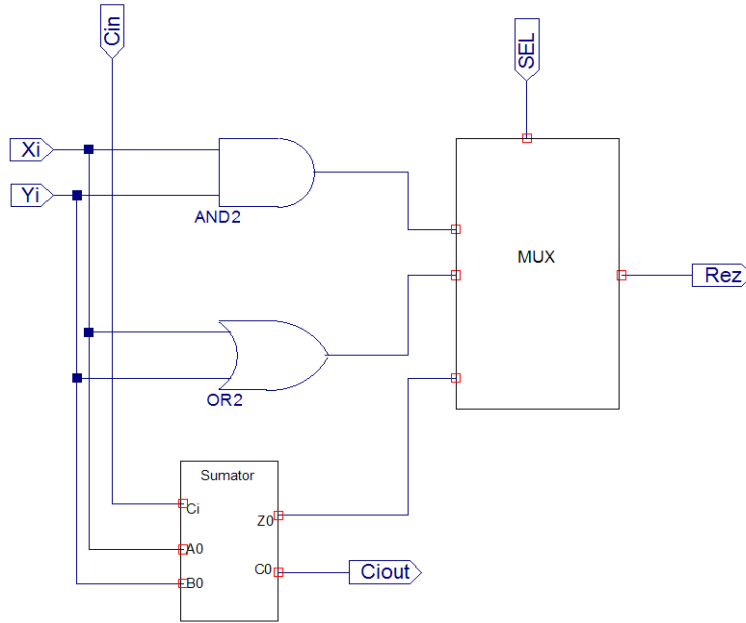 Cin
SEL
Xi
Yi
AND2
MUX
Rez
OR2
Sumator
Ci
Z0
A0
C0
Ciout
B0